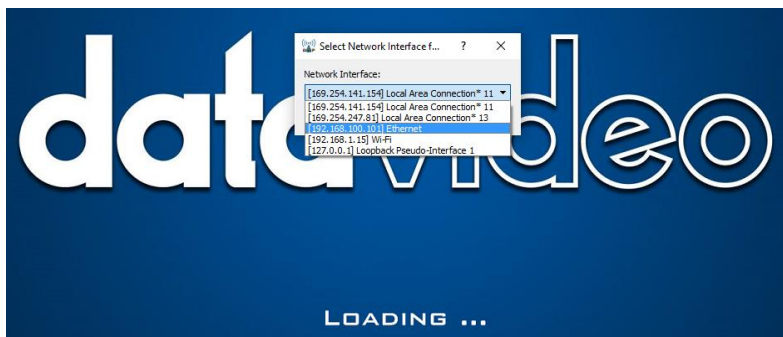 Select Network Interface f... ? ×
Network Interface:
[169.254.141.154] Local Area Connection* 11
[169.254.141.154] Local Area Connection* 11
[169.254.247.81] Local Area Connection* 13
[192.168.100.101] Ethernet
[192.168.1.15] Wi-Fi
[127.0.0.1] Loopback Pseudo-Interface 1
datavideo
LOADING ...